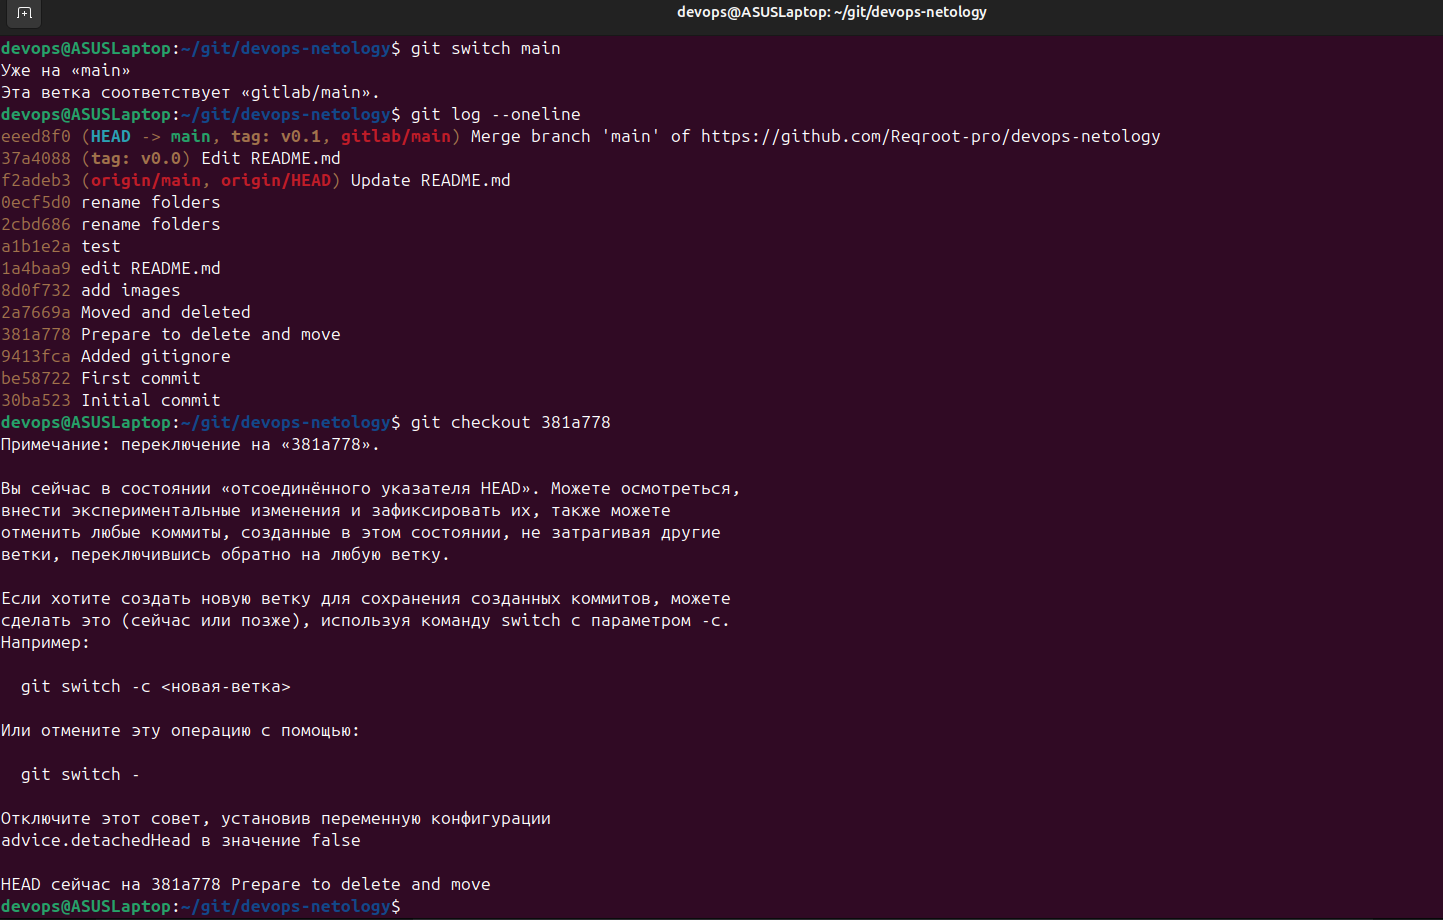 devops@ASUSLaptop: ~/git/devops-netology
devops@ASUSLaptop:~/git/devops-netology$ git switch main
Уже на «main»
Эта ветка соответствует «gitlab/main».
devops@ASUSLaptop:~/git/devops-netology$ git log --oneline
eeed8f0 (HEAD -> main, tag: v0.1, gitlab/main) Merge branch 'main' of https://github.com/Reqroot-pro/devops-netology
37a4088 (tag: v0.0) Edit README.md
f2adeb3 (origin/main, origin/HEAD) Update README.md
0ecf5d0 rename folders
2cbd686 rename folders
a1b1e2a test
1a4baa9 edit README.md
8d0f732 add images
2a7669a Moved and deleted
381a778 Prepare to delete and move
9413fca Added gitignore
be58722 First commit
30ba523 Initial commit
devops@ASUSLaptop:~/git/devops-netology$ git checkout 381a778
Примечание: переключение на «381a778».
Вы сейчас в состоянии «отсоединённого указателя HEAD». Можете осмотреться,
внести экспериментальные изменения и зафиксировать их, также можете
отменить любые коммиты, созданные в этом состоянии, не затрагивая другие
ветки, переключившись обратно на любую ветку.
Если хотите создать новую ветку для сохранения созданных коммитов, можете
сделать это (сейчас или позже), используя команду switch с параметром -c.
Например:
git switch -c <новая-ветка>
Или отмените эту операцию с помощью:
git switch -
Отключите этот совет, установив переменную конфигурации
advice.detachedHead в значение false
HEAD сейчас на 381a778 Prepare to delete and move
devops@ASUSLaptop:~/git/devops-netology$